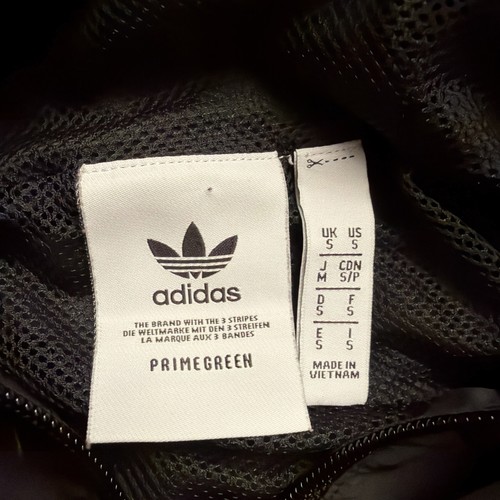 adidas
THE BRAND WITH THE 3 STRIPES
DIE WELTMARKE MIT DEN 3 STREIFEN
LA MARQUE AUX 3 BANDES
PRIMEGREEN
UK US
S S
J CDN
M S/P
D F
S S
E I
S S
MADE IN
VIETNAM